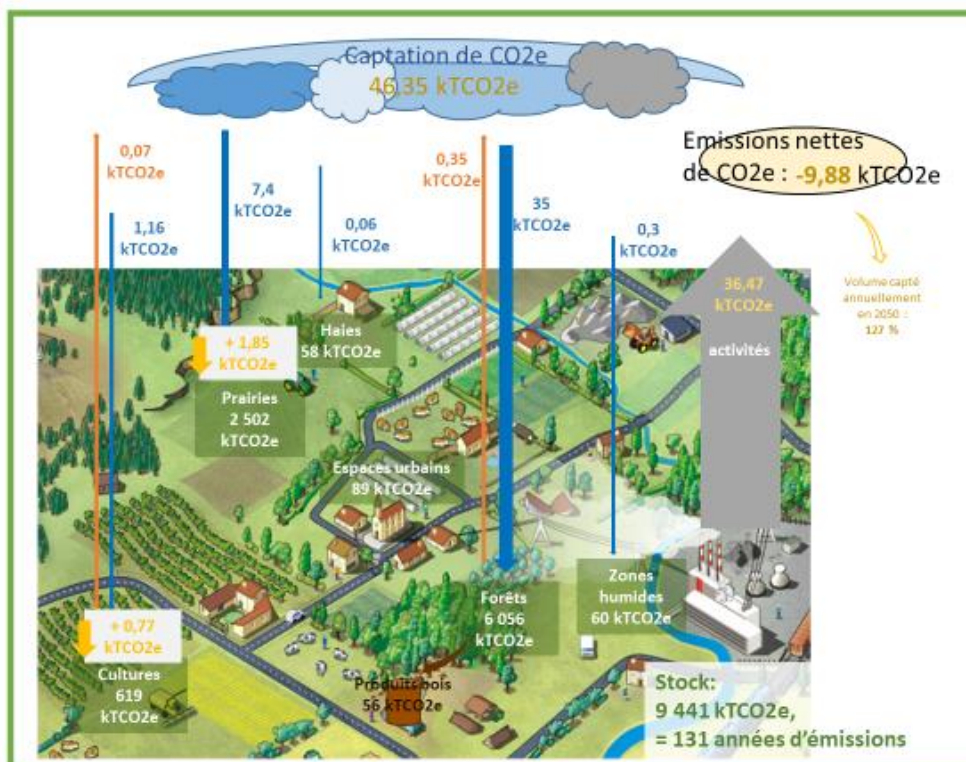 Captation de CO2e
46,35 kTCO2e
Emissions nettes
de CO2e : -9,88 kTCO2e
0,07
kTCO2e
1,16
kTCO2e
7,4
kTCO2e
0,06
kTCO2e
0,35
kTCO2e
35
kTCO2e
0,3
kTCO2e
Volume capté
annuellement
en 2050 :
127 %
36,47
kTCO2e
activités
Haies
58 kTCO2e
+ 1,85
kTCO2e
Prairies
2 502
kTCO2e
Espaces urbains
89 kTCO2e
Forêts
6 056
kTCO2e
Zones
humides
60 kTCO2e
+ 0,77
kTCO2e
Cultures
619
kTCO2e
Produits bois
56 kTCO2e
Stock:
9 441 kTCO2e,
= 131 années d'émissions